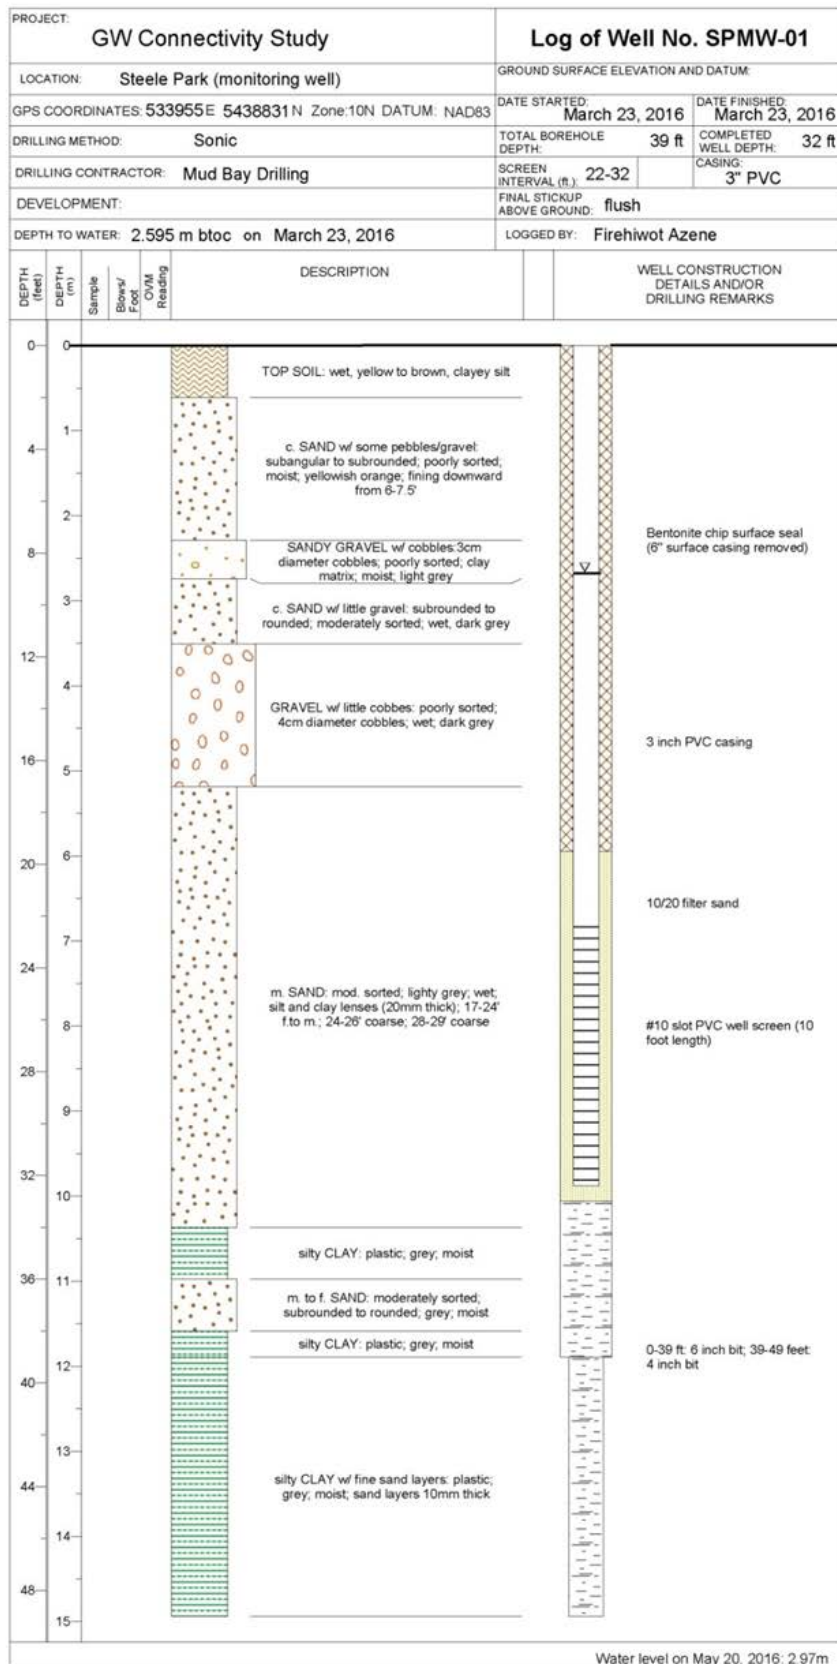 PROJECT:
GW Connectivity Study
Log of Well No. SPMW-01
LOCATION: Steele Park (monitoring well)
GROUND SURFACE ELEVATION AND DATUM:
GPS COORDINATES: 533955 E 5438831 N Zone:10N DATUM: NAD83
DATE STARTED: March 23, 2016
DATE FINISHED: March 23, 2016
DRILLING METHOD: Sonic
TOTAL BOREHOLE DEPTH: 39 ft
COMPLETED WELL DEPTH: 32 ft
DRILLING CONTRACTOR: Mud Bay Drilling
SCREEN INTERVAL (ft.): 22-32
CASING: 3" PVC
DEVELOPMENT:
FINAL STICKUP ABOVE GROUND: flush
DEPTH TO WATER: 2.595 m btoc on March 23, 2016
LOGGED BY: Firehiwot Azene
DEPTH (feet)
DEPTH (m)
Sample
Blows/ Foot
OVM Reading
DESCRIPTION
WELL CONSTRUCTION
DETAILS AND/OR
DRILLING REMARKS
0
4
8
12
16
20
24
28
32
36
40
44
48
0
1
2
3
4
5
6
7
8
9
10
11
12
13
14
15
TOP SOIL: wet, yellow to brown, clayey silt
c. SAND w/ some pebbles/gravel:
subangular to subrounded; poorly sorted;
moist; yellowish orange; fining downward
from 6-7.5'
SANDY GRAVEL w/ cobbles:3cm
diameter cobbles; poorly sorted; clay
matrix; moist; light grey
c. SAND w/ little gravel: subrounded to
rounded; moderately sorted; wet, dark grey
GRAVEL w/ little cobbes: poorly sorted;
4cm diameter cobbles; wet; dark grey
m. SAND: mod. sorted; lighty grey; wet;
silt and clay lenses (20mm thick); 17-24'
f.to m.; 24-26' coarse; 28-29' coarse
silty CLAY: plastic; grey; moist
m. to f. SAND: moderately sorted;
subrounded to rounded; grey; moist
silty CLAY: plastic; grey; moist
silty CLAY w/ fine sand layers: plastic;
grey; moist; sand layers 10mm thick
Bentonite chip surface seal
(6" surface casing removed)
3 inch PVC casing
10/20 filter sand
#10 slot PVC well screen (10
foot length)
0-39 ft: 6 inch bit; 39-49 feet:
4 inch bit
Water level on May 20, 2016: 2.97m